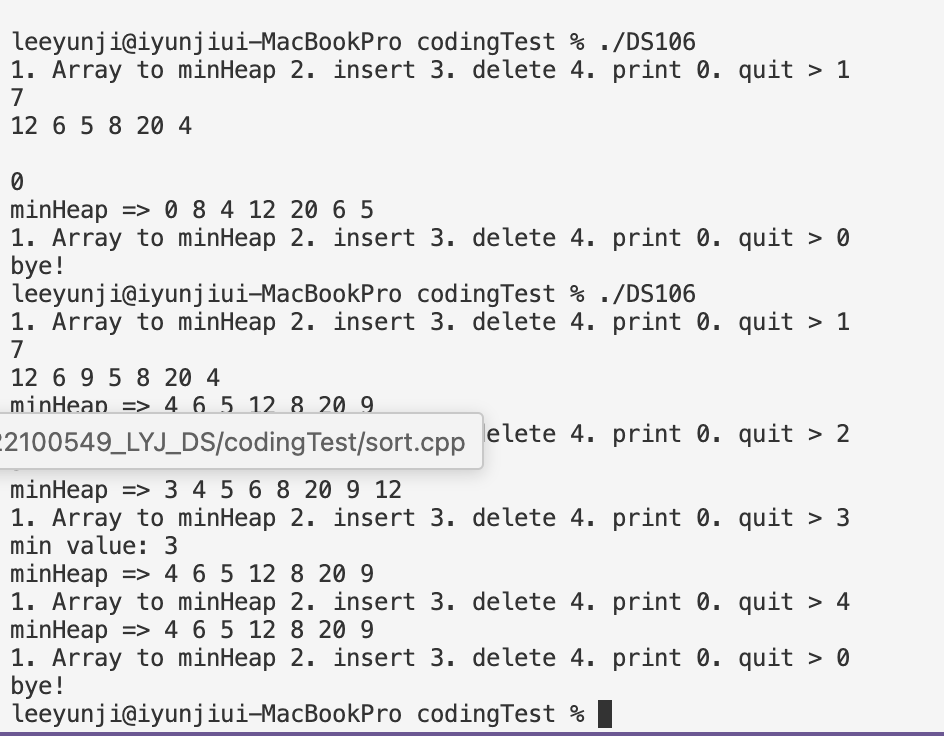 leeyunji@iyunjiui-MacBookPro codingTest % ./DS106
1. Array to minHeap 2. insert 3. delete 4. print 0. quit > 1
7
12 6 5 8 20 4
0
minHeap => 0 8 4 12 20 6 5
1. Array to minHeap 2. insert 3. delete 4. print 0. quit > 0
bye!
leeyunji@iyunjiui-MacBookPro codingTest % ./DS106
1. Array to minHeap 2. insert 3. delete 4. print 0. quit > 1
7
12 6 9 5 8 20 4
minHeap => 4 6 5 12 8 20 9
22100549_LYJ_DS/codingTest/sort.cpp
elete 4. print 0. quit > 2
minHeap => 3 4 5 6 8 20 9 12
1. Array to minHeap 2. insert 3. delete 4. print 0. quit > 3
min value: 3
minHeap => 4 6 5 12 8 20 9
1. Array to minHeap 2. insert 3. delete 4. print 0. quit > 4
minHeap => 4 6 5 12 8 20 9
1. Array to minHeap 2. insert 3. delete 4. print 0. quit > 0
bye!
leeyunji@iyunjiui-MacBookPro codingTest %